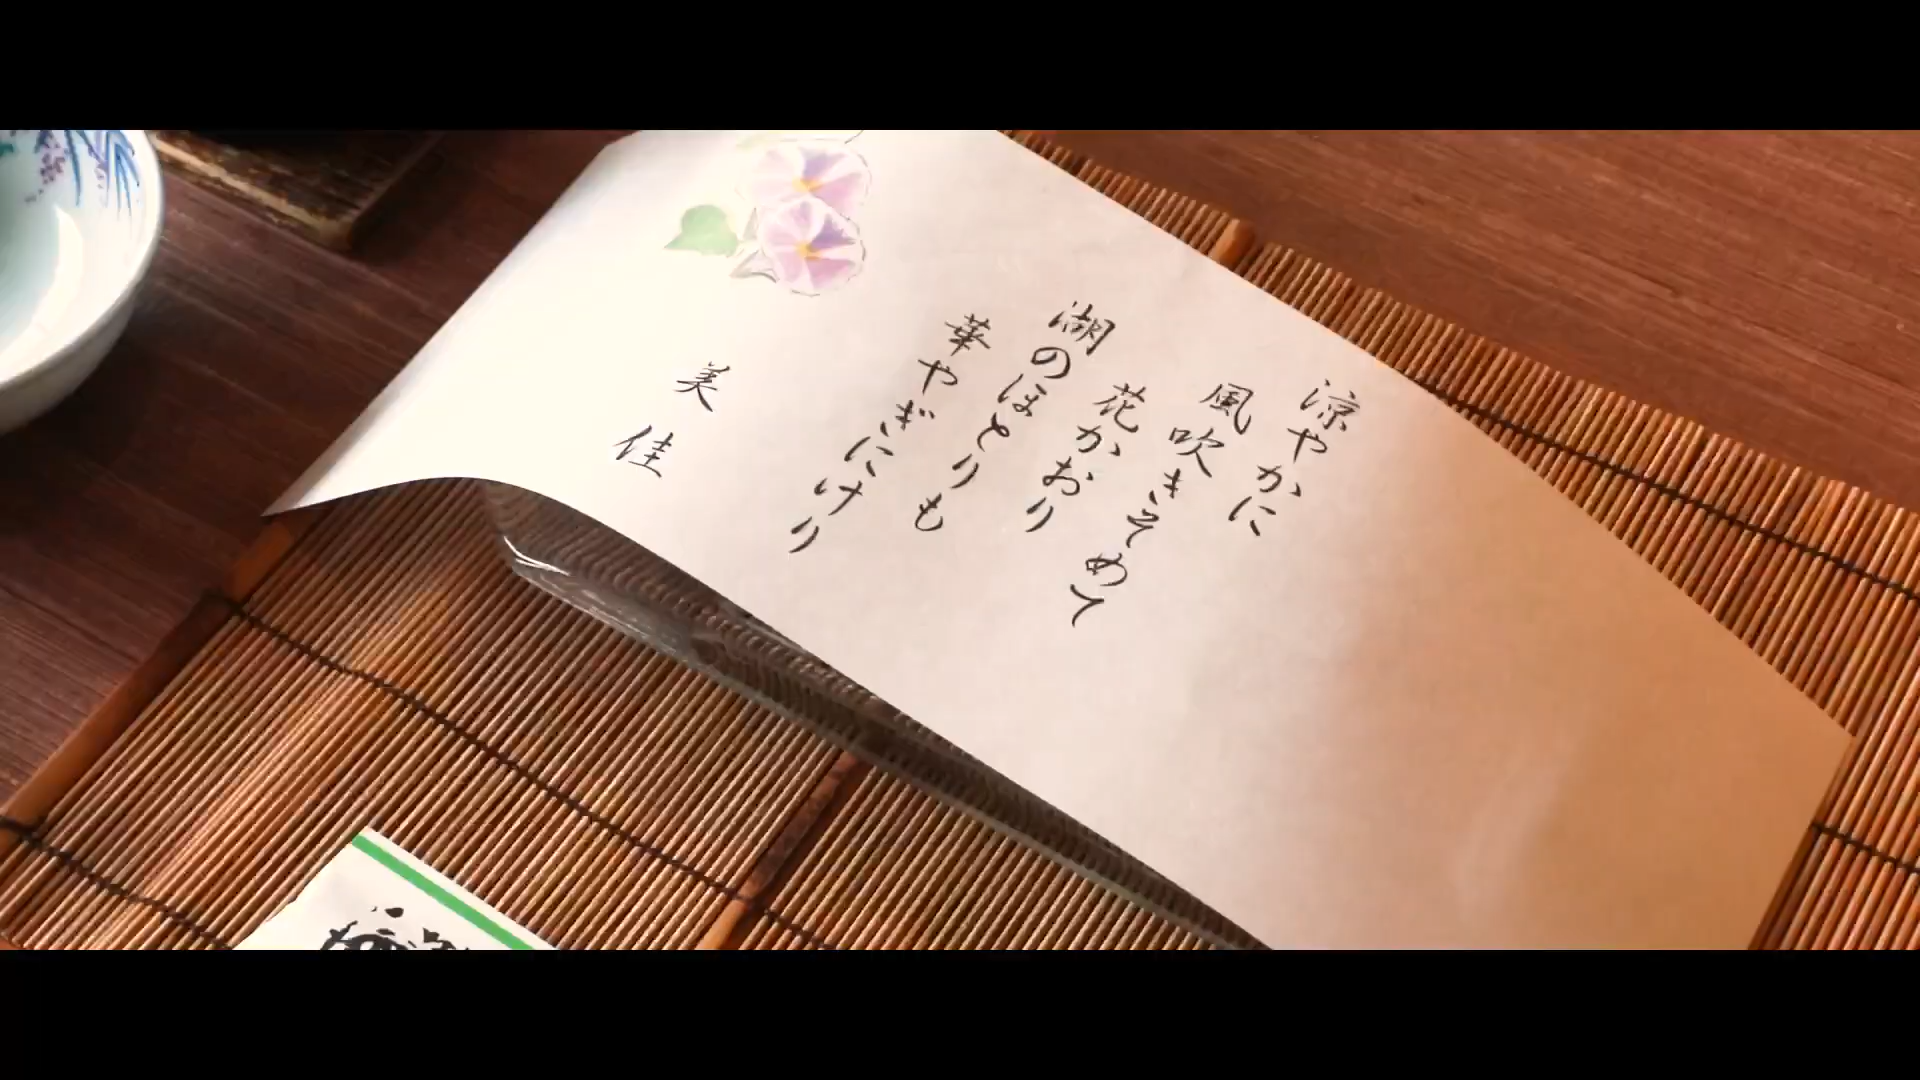 涼やかに
風吹きそめて
花かおり
湖のほとりも
華やぎにけり
美佳